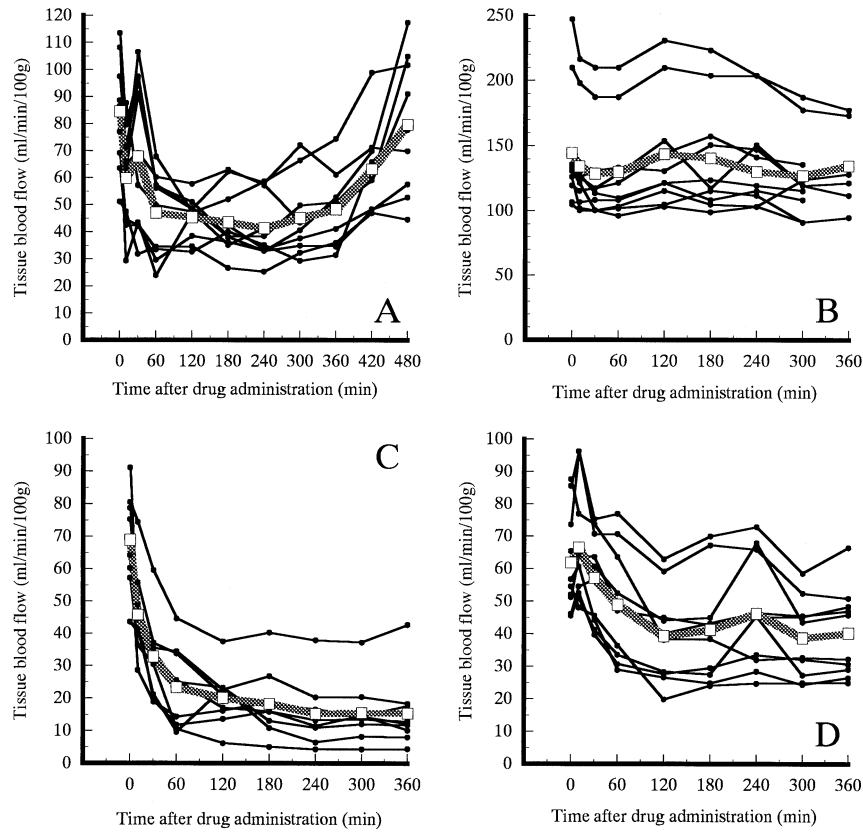 120
110
100
90
80
70
60
50
40
30
20
10
0
Tissue blood flow (ml/min/100g)
0 60 120 180 240 300 360 420 480
Time after drug administration (min)
A
250
200
150
100
50
0
Tissue blood flow (ml/min/100g)
0 60 120 180 240 300 360
Time after drug administration (min)
B
100
90
80
70
60
50
40
30
20
10
0
Tissue blood flow (ml/min/100g)
0 60 120 180 240 300 360
Time after drug administration (min)
C
100
90
80
70
60
50
40
30
20
10
0
Tissue blood flow (ml/min/100g)
0 60 120 180 240 300 360
Time after drug administration (min)
D